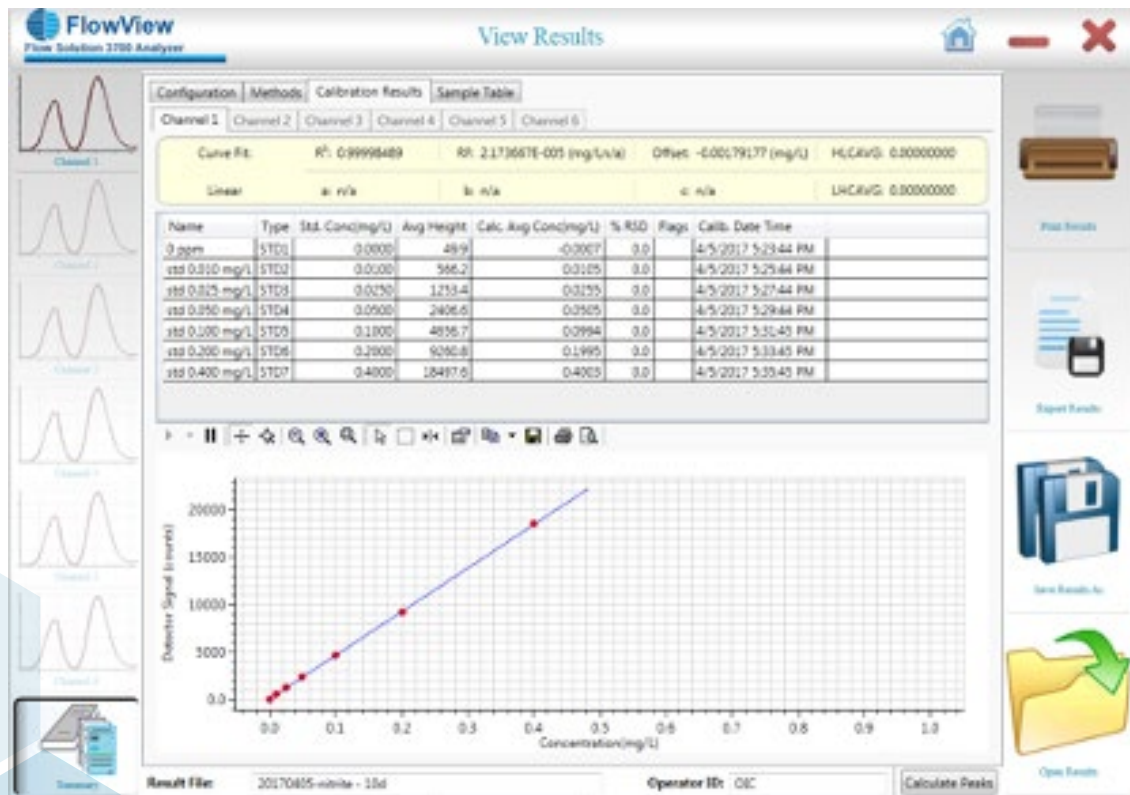 FlowView
Flow Solution 3700 Analyzer
View Results
Configuration Methods Calibration Results Sample Table
Channel 1 Channel 2 Channel 3 Channel 4 Channel 5 Channel 6
Curve Fit: R²: 0.99998489 RF: 2.173667E-005 (mg/L/v/a) Offset: -0.00179177 (mg/L) HLCAVG: 0.00000000
Linear a: n/a b: n/a c: n/a LHCAVG: 0.00000000
Name Type Std. Conc(mg/L) Avg Height Calc. Avg Conc(mg/L) % RSD Flags Calib. Date Time
0 ppm STD1 0.0000 49.9 -0.0007 0.0 4/5/2017 5:23:44 PM
std 0.010 mg/L STD2 0.0100 566.2 0.0105 0.0 4/5/2017 5:25:44 PM
std 0.025 mg/L STD3 0.0250 1253.4 0.0255 0.0 4/5/2017 5:27:44 PM
std 0.050 mg/L STD4 0.0500 2406.6 0.0505 0.0 4/5/2017 5:29:44 PM
std 0.100 mg/L STD5 0.1000 4656.7 0.0994 0.0 4/5/2017 5:31:45 PM
std 0.200 mg/L STD6 0.2000 9260.8 0.1995 0.0 4/5/2017 5:33:45 PM
std 0.400 mg/L STD7 0.4000 18497.6 0.4003 0.0 4/5/2017 5:35:45 PM
Detector Signal (counts)
20000
15000
10000
5000
0.0
0.0 0.1 0.2 0.3 0.4 0.5 0.6 0.7 0.8 0.9 1.0
Concentration(mg/L)
Result File: 20170405-nitrite - 10d Operator ID: OIC Calculate Peaks
Channel 1
Summary
Print Results
Export Results
Save Results As
Open Results